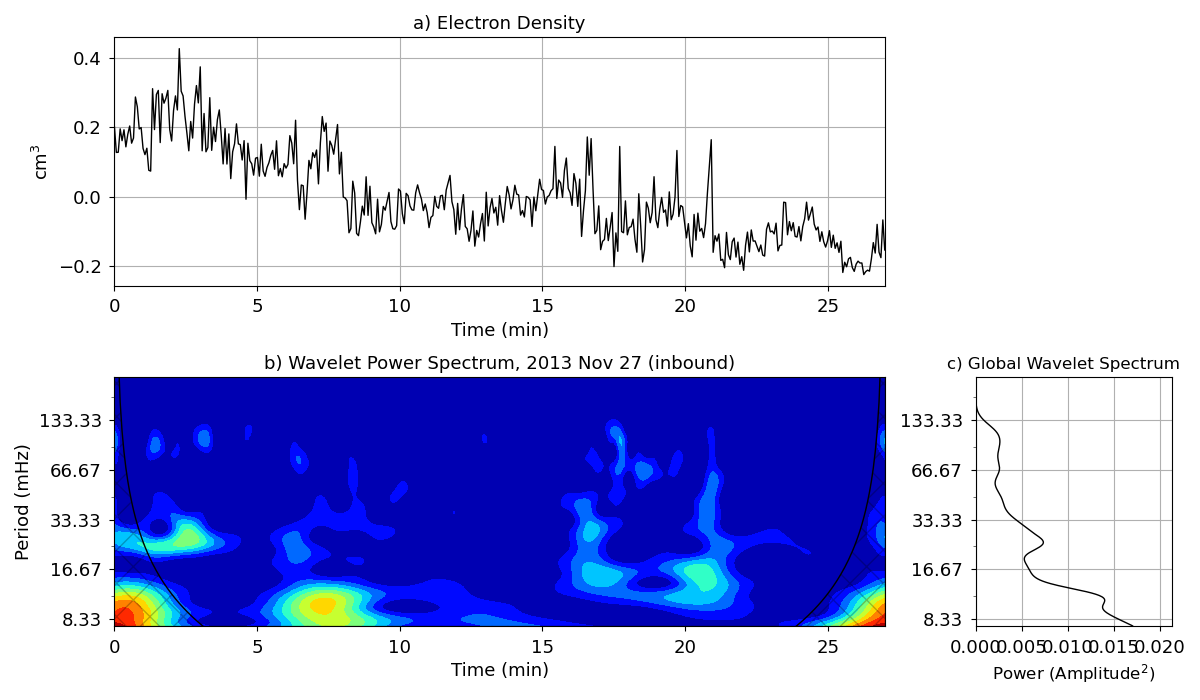 a) Electron Density
0.4
0.2
0.0
−0.2
cm³
0 5 10 15 20 25
Time (min)
b) Wavelet Power Spectrum, 2013 Nov 27 (inbound)
133.33
66.67
33.33
16.67
8.33
Period (mHz)
0 5 10 15 20 25
Time (min)
c) Global Wavelet Spectrum
133.33
66.67
33.33
16.67
8.33
0.000 0.005 0.010 0.015 0.020
Power (Amplitude²)